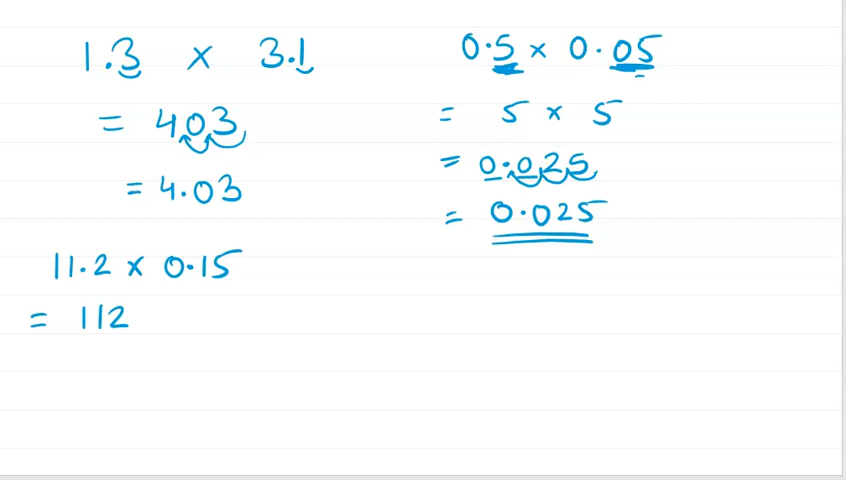 1.3 × 3.1
= 403
= 4.03
11.2 × 0.15
= 112
0.5 × 0.05
= 5 × 5
= 0.025
= 0.025